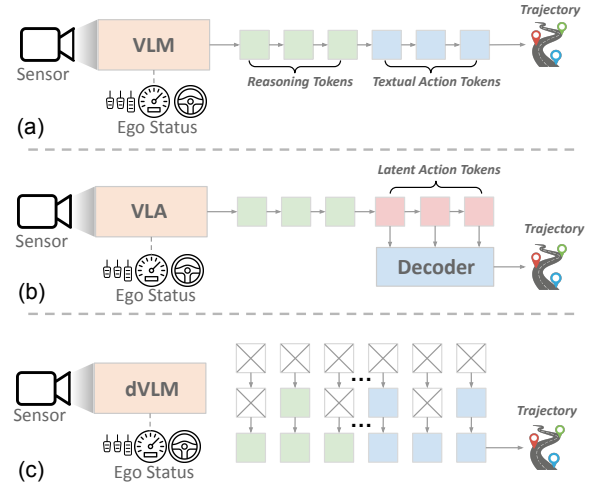 Trajectory
VLM
Sensor
Reasoning Tokens
Textual Action Tokens
Ego Status
(a)
Latent Action Tokens
VLA
Sensor
Trajectory
Decoder
Ego Status
(b)
dVLM
...
Sensor
Trajectory
...
Ego Status
(c)